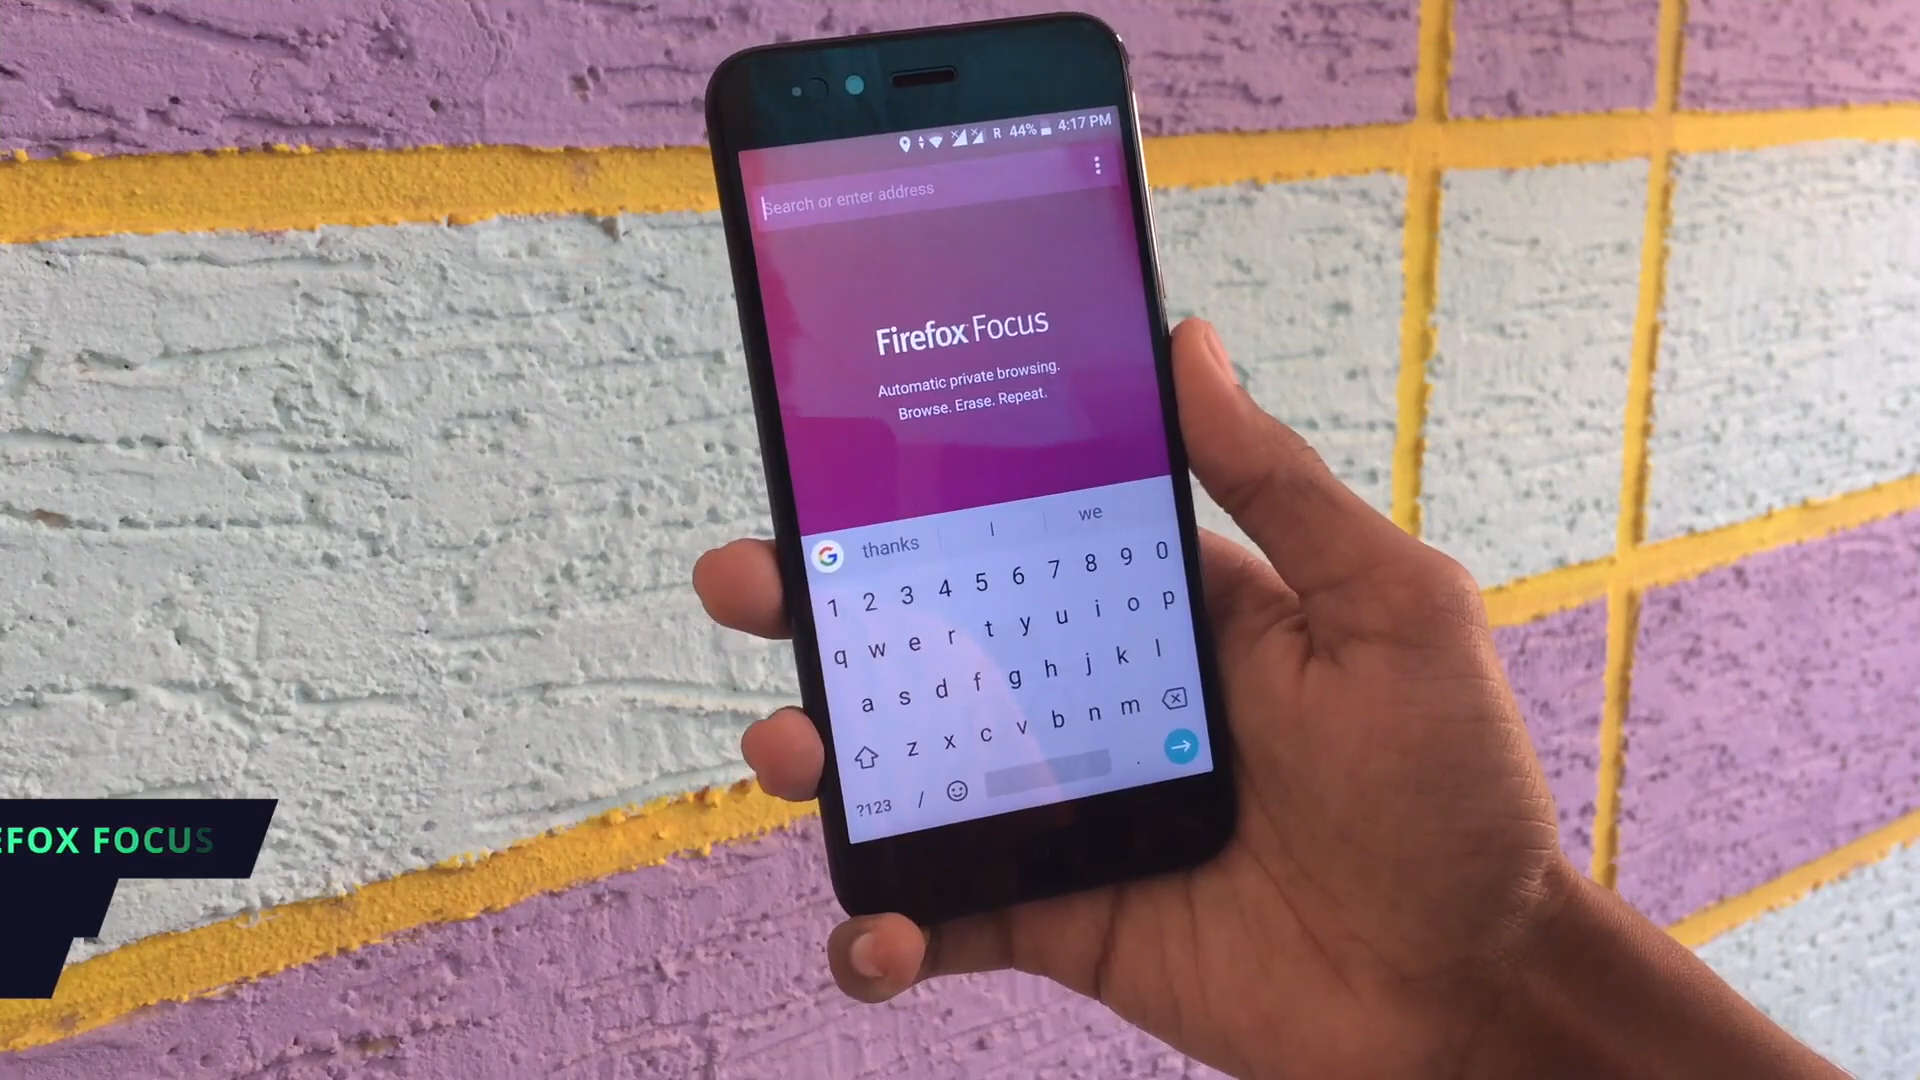 R 44% 4:17 PM
Search or enter address
Firefox Focus
Automatic private browsing.
Browse. Erase. Repeat.
G thanks I we
1 2 3 4 5 6 7 8 9 0
q w e r t y u i o p
a s d f g h j k l
z x c v b n m
?123 / .
EFOX FOCUS